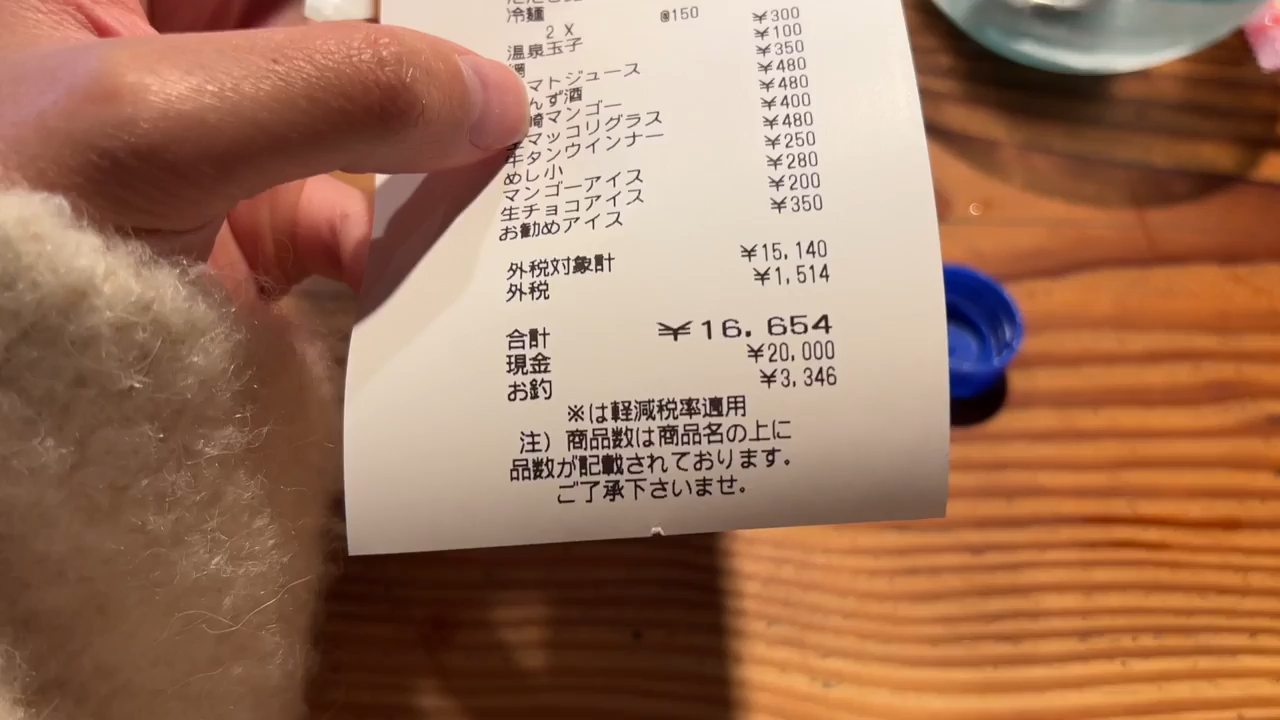 冷麺
2 X @150 ¥300
温泉玉子 ¥100
¥350
マトジュース ¥480
んず酒 ¥480
崎マンゴー ¥400
マッコリグラス ¥480
牛タンウインナー ¥250
めし小 ¥280
マンゴーアイス ¥200
生チョコアイス ¥350
お勧めアイス
外税対象計 ¥15,140
外税 ¥1,514
合計 ¥16,654
現金 ¥20,000
お釣 ¥3,346
※は軽減税率適用
注)商品数は商品名の上に
品数が記載されております。
ご了承下さいませ。